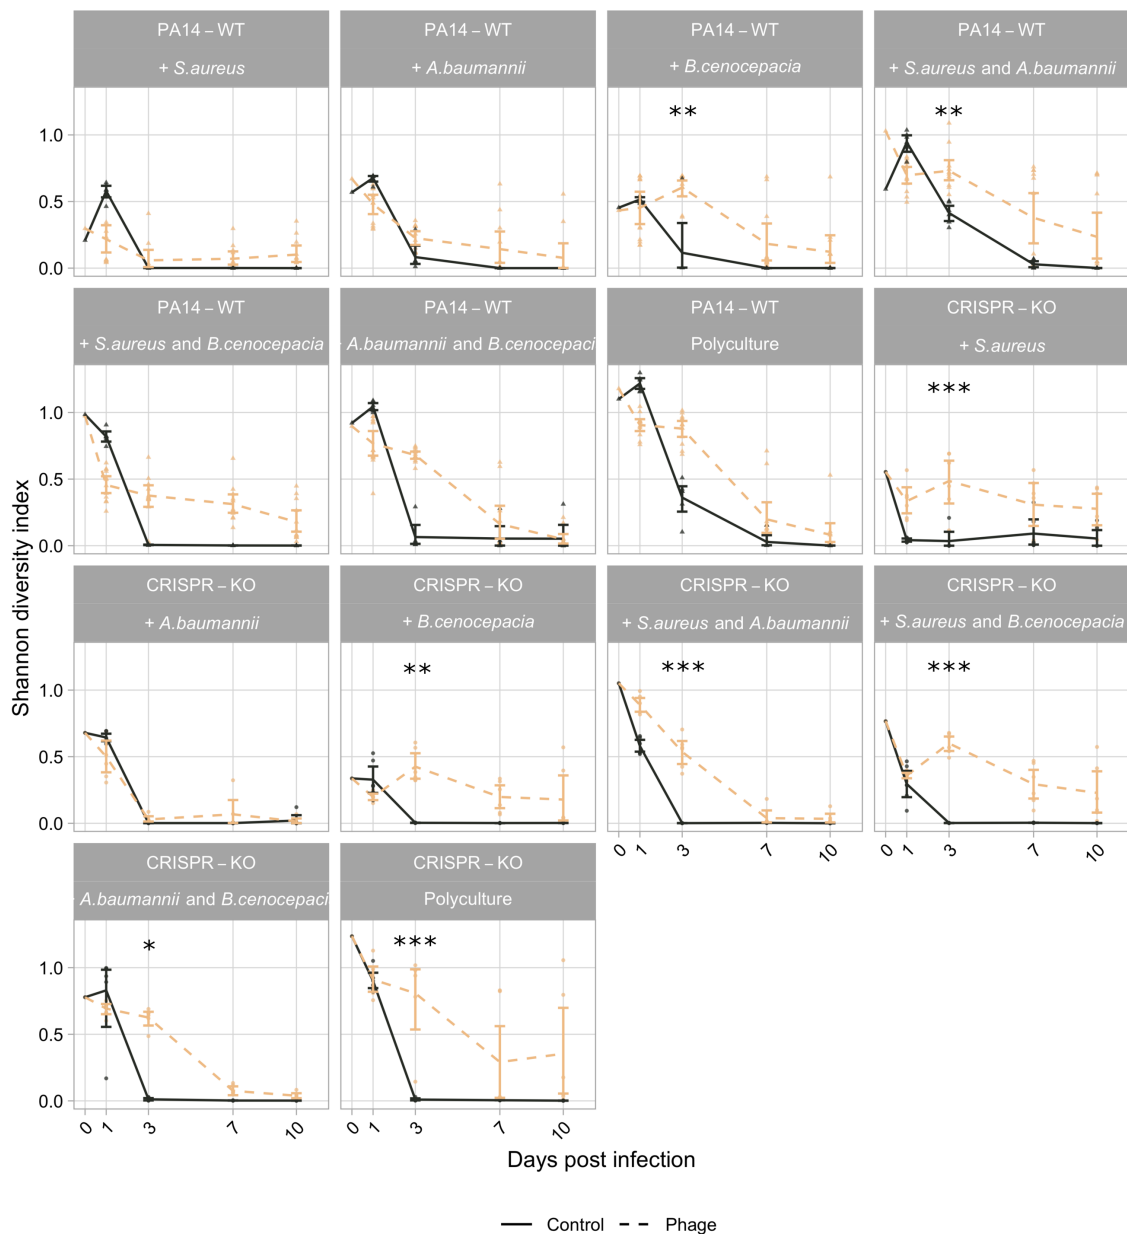 PA14 – WT
+ S.aureus
PA14 – WT
+ A.baumannii
PA14 – WT
+ B.cenocepacia
PA14 – WT
+ S.aureus and A.baumannii
1.0
0.5
0.0
**
**
PA14 – WT
+ S.aureus and B.cenocepacia
PA14 – WT
A.baumannii and B.cenocepaci
PA14 – WT
Polyculture
CRISPR – KO
+ S.aureus
1.0
0.5
0.0
***
CRISPR – KO
+ A.baumannii
CRISPR – KO
+ B.cenocepacia
CRISPR – KO
+ S.aureus and A.baumannii
CRISPR – KO
+ S.aureus and B.cenocepacia
1.0
0.5
0.0
**
***
***
0 1 3 7 10
0 1 3 7 10
CRISPR – KO
A.baumannii and B.cenocepaci
CRISPR – KO
Polyculture
1.0
0.5
0.0
*
***
0 1 3 7 10
0 1 3 7 10
Shannon diversity index
Days post infection
Control
Phage